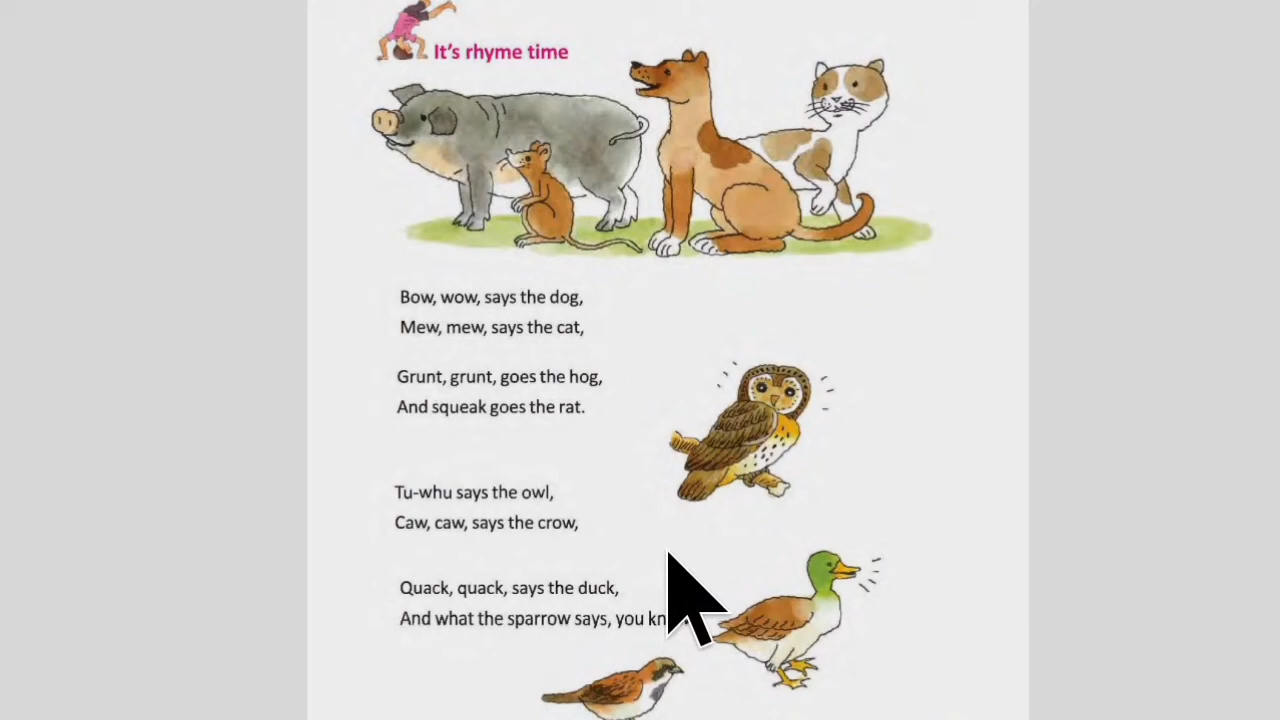 It's rhyme time
Bow, wow, says the dog,
Mew, mew, says the cat,
Grunt, grunt, goes the hog,
And squeak goes the rat.
Tu-whu says the owl,
Caw, caw, says the crow,
Quack, quack, says the duck,
And what the sparrow says, you